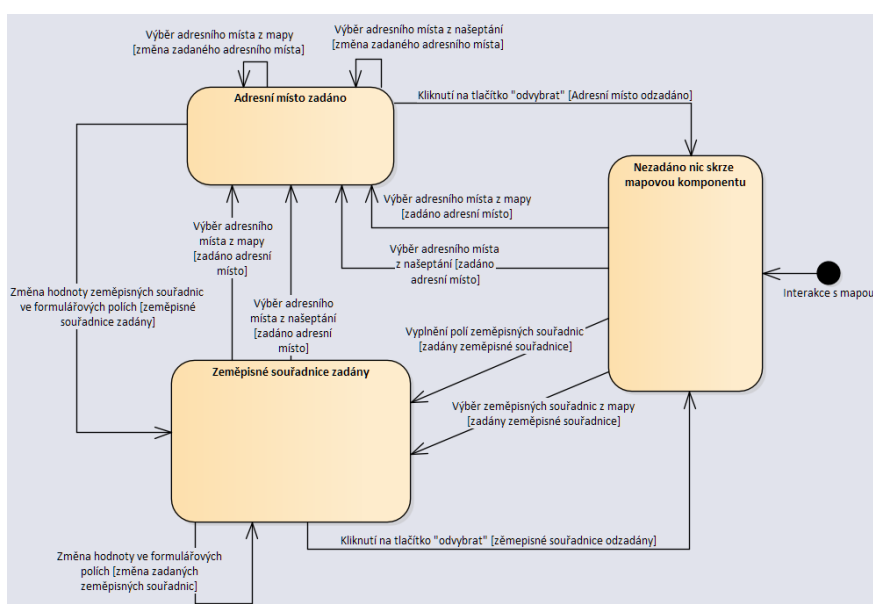 Výběr adresního místa z mapy
[změna zadaného adresního místa]
Výběr adresního místa z našeptání
[změna zadaného adresního místa]
Adresní místo zadáno
Kliknutí na tlačítko "odvybrat" [Adresní místo odzadáno]
Nezadáno nic skrze
mapovou komponentu
Výběr adresního místa z mapy
[zadáno adresní místo]
Výběr adresního
místa z mapy
[zadáno adresní
místo]
Výběr adresního místa
z našeptání [zadáno
adresní místo]
Interakce s mapou
Změna hodnoty zeměpisných souřadnic
ve formulářových polích [zeměpisné
souřadnice zadány]
Výběr adresního
místa z našeptání
[zadáno adresní
místo]
Vyplnění polí zeměpisných souřadnic
[zadány zeměpisné souřadnice]
Zeměpisné souřadnice zadány
Výběr zeměpisných souřadnic z mapy
[zadány zeměpisné souřadnice]
Kliknutí na tlačítko "odvybrat" [zěmepisné souřadnice odzadány]
Změna hodnoty ve formulářových
polích [změna zadaných
zeměpisných souřadnic]